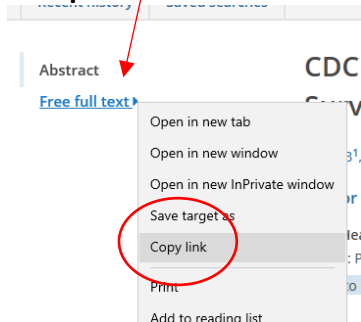 Recent history
Saved searches
Abstract
CDC
Free full text
Open in new tab
Open in new window
Open in new InPrivate window
Save target as
Copy link
Print
Add to reading list